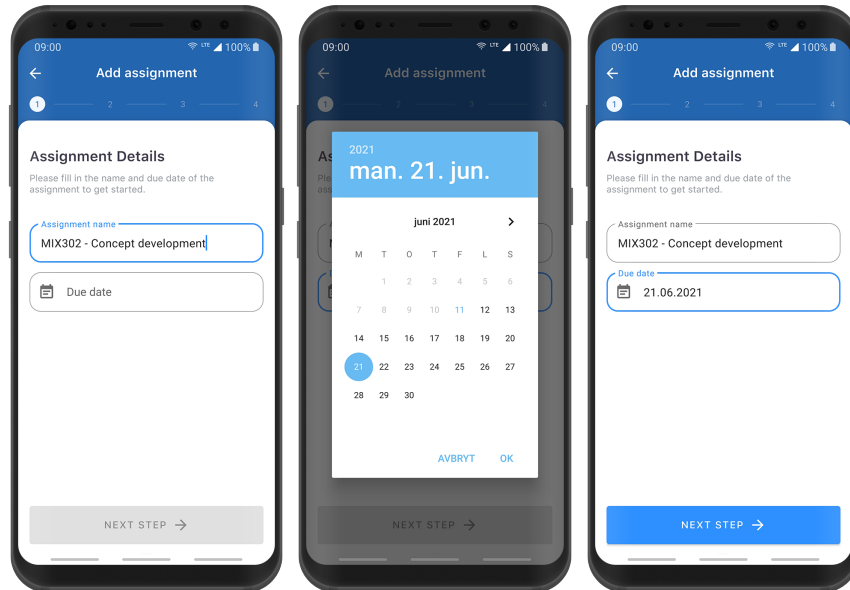 09:00
LTE
100%
Add assignment
1 2 3 4
Assignment Details
Please fill in the name and due date of the
assignment to get started.
Assignment name
MIX302 - Concept development
Due date
NEXT STEP
09:00
LTE
100%
Add assignment
1 2 3 4
2021
man. 21. jun.
juni 2021
M T O T F L S
1 2 3 4 5 6
7 8 9 10 11 12 13
14 15 16 17 18 19 20
21 22 23 24 25 26 27
28 29 30
AVBRYT OK
NEXT STEP
09:00
LTE
100%
Add assignment
1 2 3 4
Assignment Details
Please fill in the name and due date of the
assignment to get started.
Assignment name
MIX302 - Concept development
Due date
21.06.2021
NEXT STEP